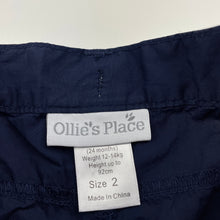 Ollie's Place
(24 months)
Weight 12-14kg
Height up to
92cm
Size 2
Made In China